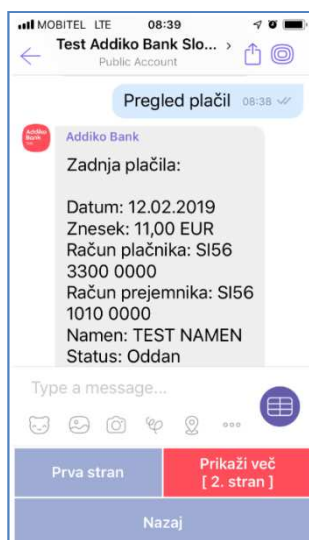 MOBITEL LTE 08:39
Test Addiko Bank Slo... >
Public Account
Pregled plačil 08:38
Addiko Bank
Addiko Bank
Zadnja plačila:
Datum: 12.02.2019
Znesek: 11,00 EUR
Račun plačnika: SI56
3300 0000
Račun prejemnika: SI56
1010 0000
Namen: TEST NAMEN
Status: Oddan
Type a message...
Prva stran
Prikaži več
[ 2. stran ]
Nazaj